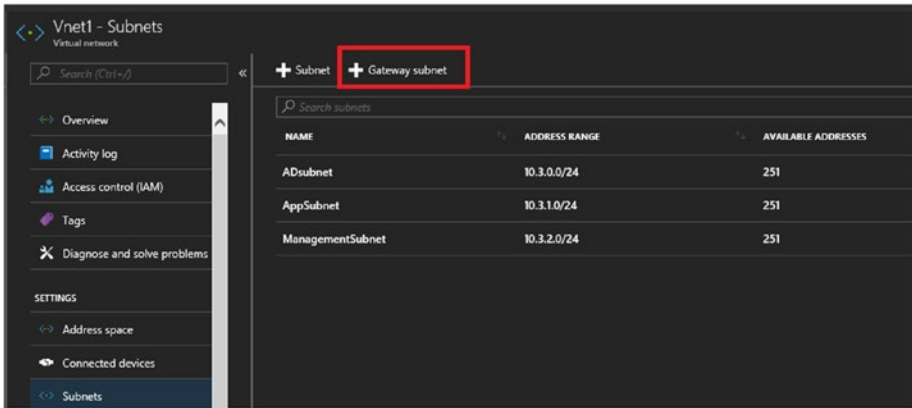 Vnet1 - Subnets
Virtual network
Search (Ctrl+/)
Overview
Activity log
Access control (IAM)
Tags
Diagnose and solve problems
SETTINGS
Address space
Connected devices
Subnets
Subnet Gateway subnet
Search subnets
NAME ADDRESS RANGE AVAILABLE ADDRESSES
ADsubnet 10.3.0.0/24 251
AppSubnet 10.3.1.0/24 251
ManagementSubnet 10.3.2.0/24 251